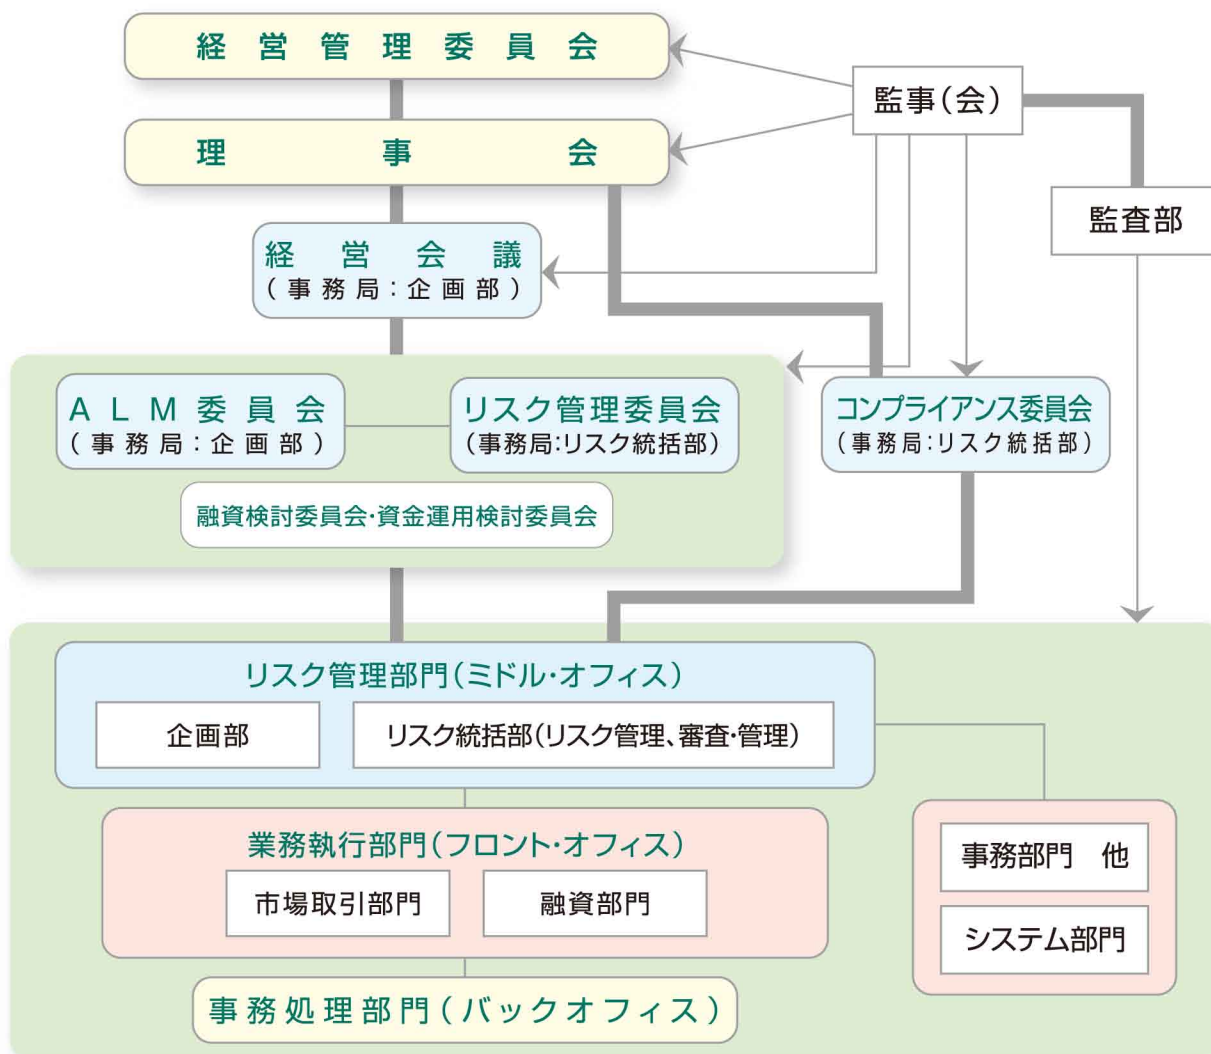 経営管理委員会
監事(会)
理事会
監査部
経営会議
(事務局:企画部)
ALM委員会
(事務局:企画部)
リスク管理委員会
(事務局:リスク統括部)
コンプライアンス委員会
(事務局:リスク統括部)
融資検討委員会・資金運用検討委員会
リスク管理部門(ミドル・オフィス)
企画部
リスク統括部(リスク管理、審査・管理)
業務執行部門(フロント・オフィス)
市場取引部門
融資部門
事務部門 他
システム部門
事務処理部門(バックオフィス)